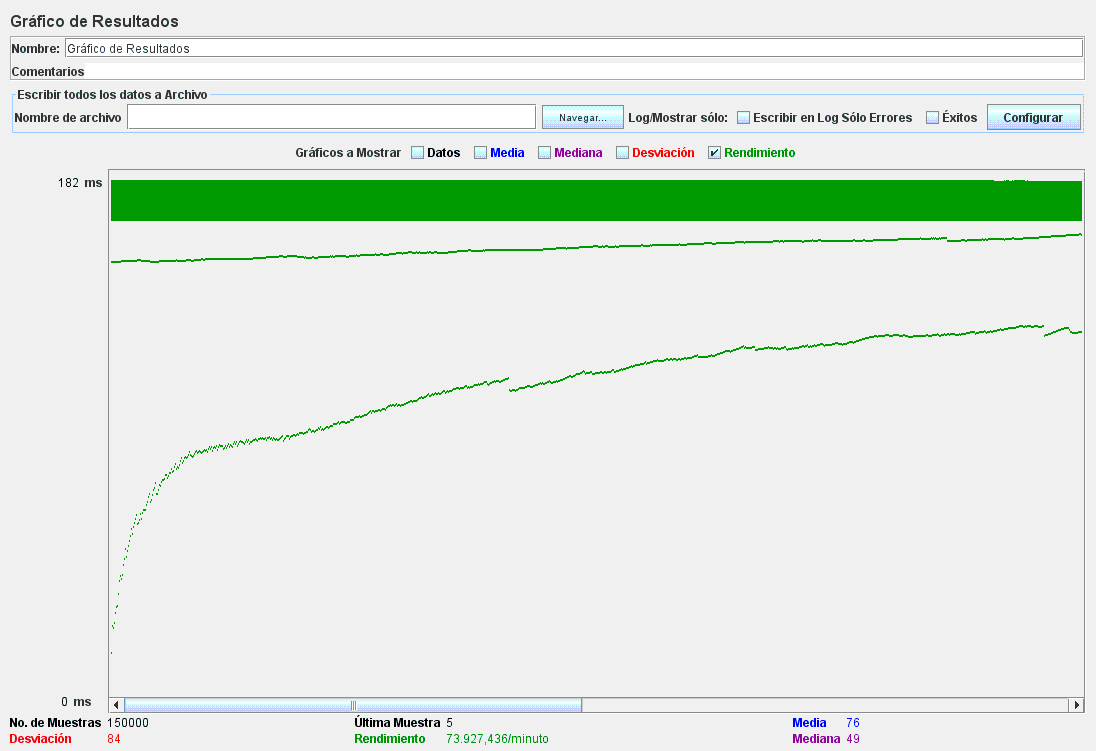 Gráfico de Resultados
Nombre: Gráfico de Resultados
Comentarios
Escribir todos los datos a Archivo
Nombre de archivo Navegar... Log/Mostrar sólo: Escribir en Log Sólo Errores Éxitos Configurar
Gráficos a Mostrar Datos Media Mediana Desviación Rendimiento
182 ms
0 ms
No. de Muestras 150000 Última Muestra 5 Media 76
Desviación 84 Rendimiento 73.927,436/minuto Mediana 49